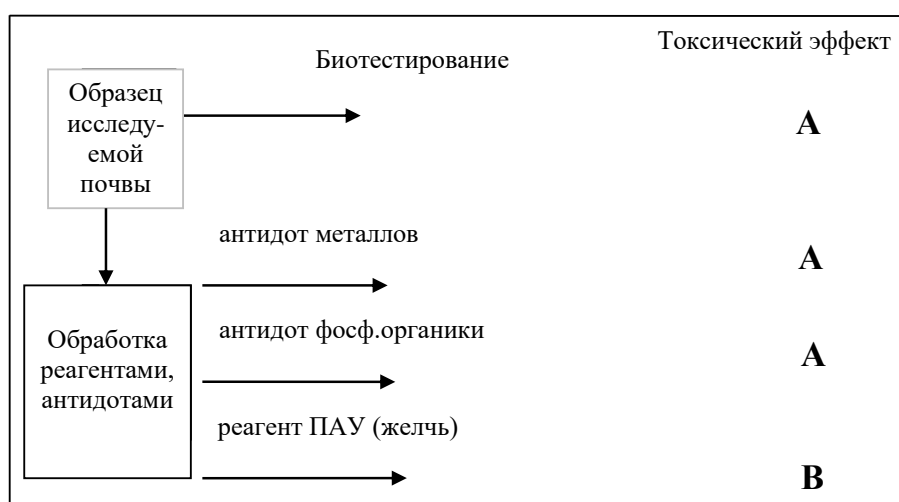 Токсический эффект
Биотестирование
Образец
исследу-
емой
почвы
А
антидот металлов
А
Обработка
реагентами,
антидотами
антидот фосф.органики
А
реагент ПАУ (желчь)
В